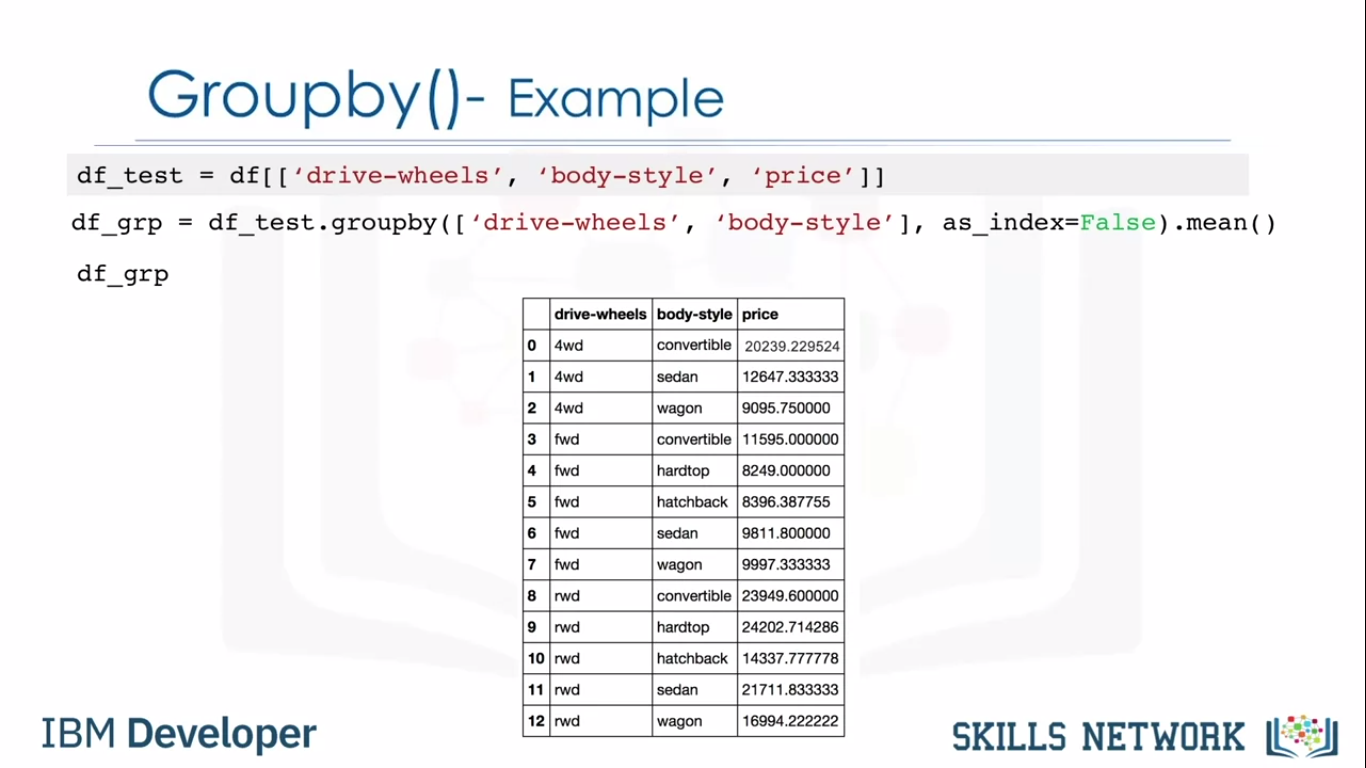 Groupby()- Example
df_test = df[[‘drive-wheels’, ‘body-style’, ‘price’]]
df_grp = df_test.groupby([‘drive-wheels’, ‘body-style’], as_index=False).mean()
df_grp
drive-wheels body-style price
0 4wd convertible 20239.229524
1 4wd sedan 12647.333333
2 4wd wagon 9095.750000
3 fwd convertible 11595.000000
4 fwd hardtop 8249.000000
5 fwd hatchback 8396.387755
6 fwd sedan 9811.800000
7 fwd wagon 9997.333333
8 rwd convertible 23949.600000
9 rwd hardtop 24202.714286
10 rwd hatchback 14337.777778
11 rwd sedan 21711.833333
12 rwd wagon 16994.222222
IBM Developer
SKILLS NETWORK